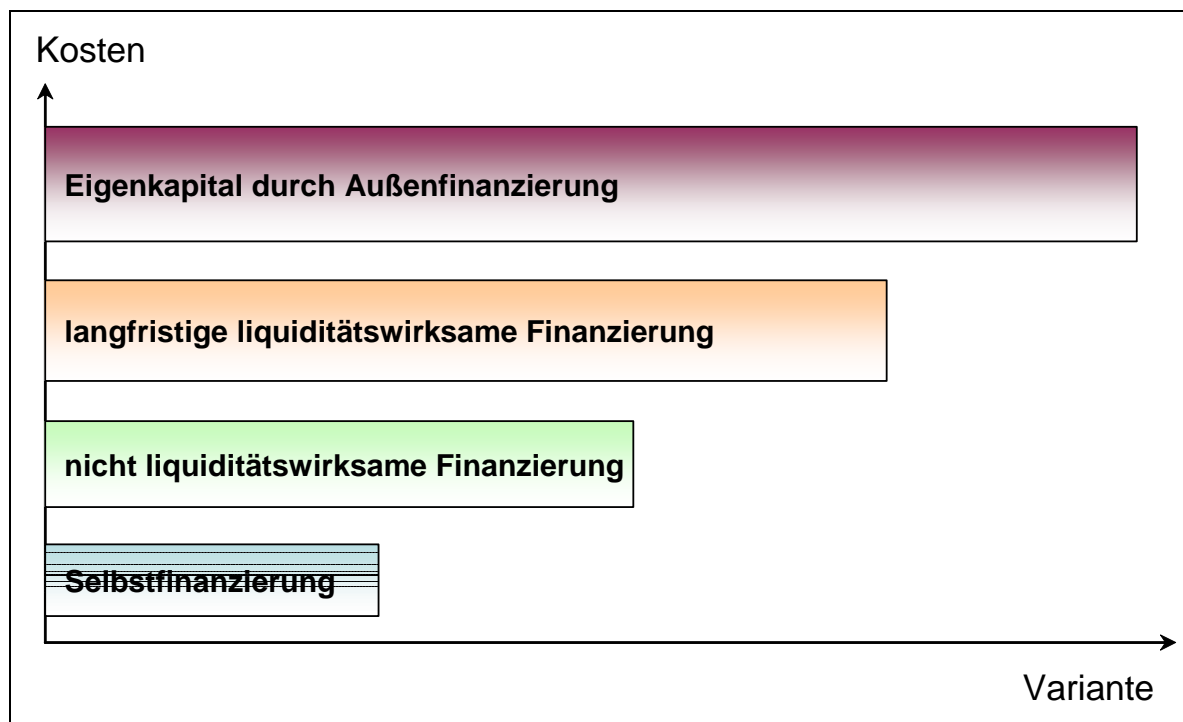 Kosten
Eigenkapital durch Außenfinanzierung
langfristige liquiditätswirksame Finanzierung
nicht liquiditätswirksame Finanzierung
Selbstfinanzierung
Variante